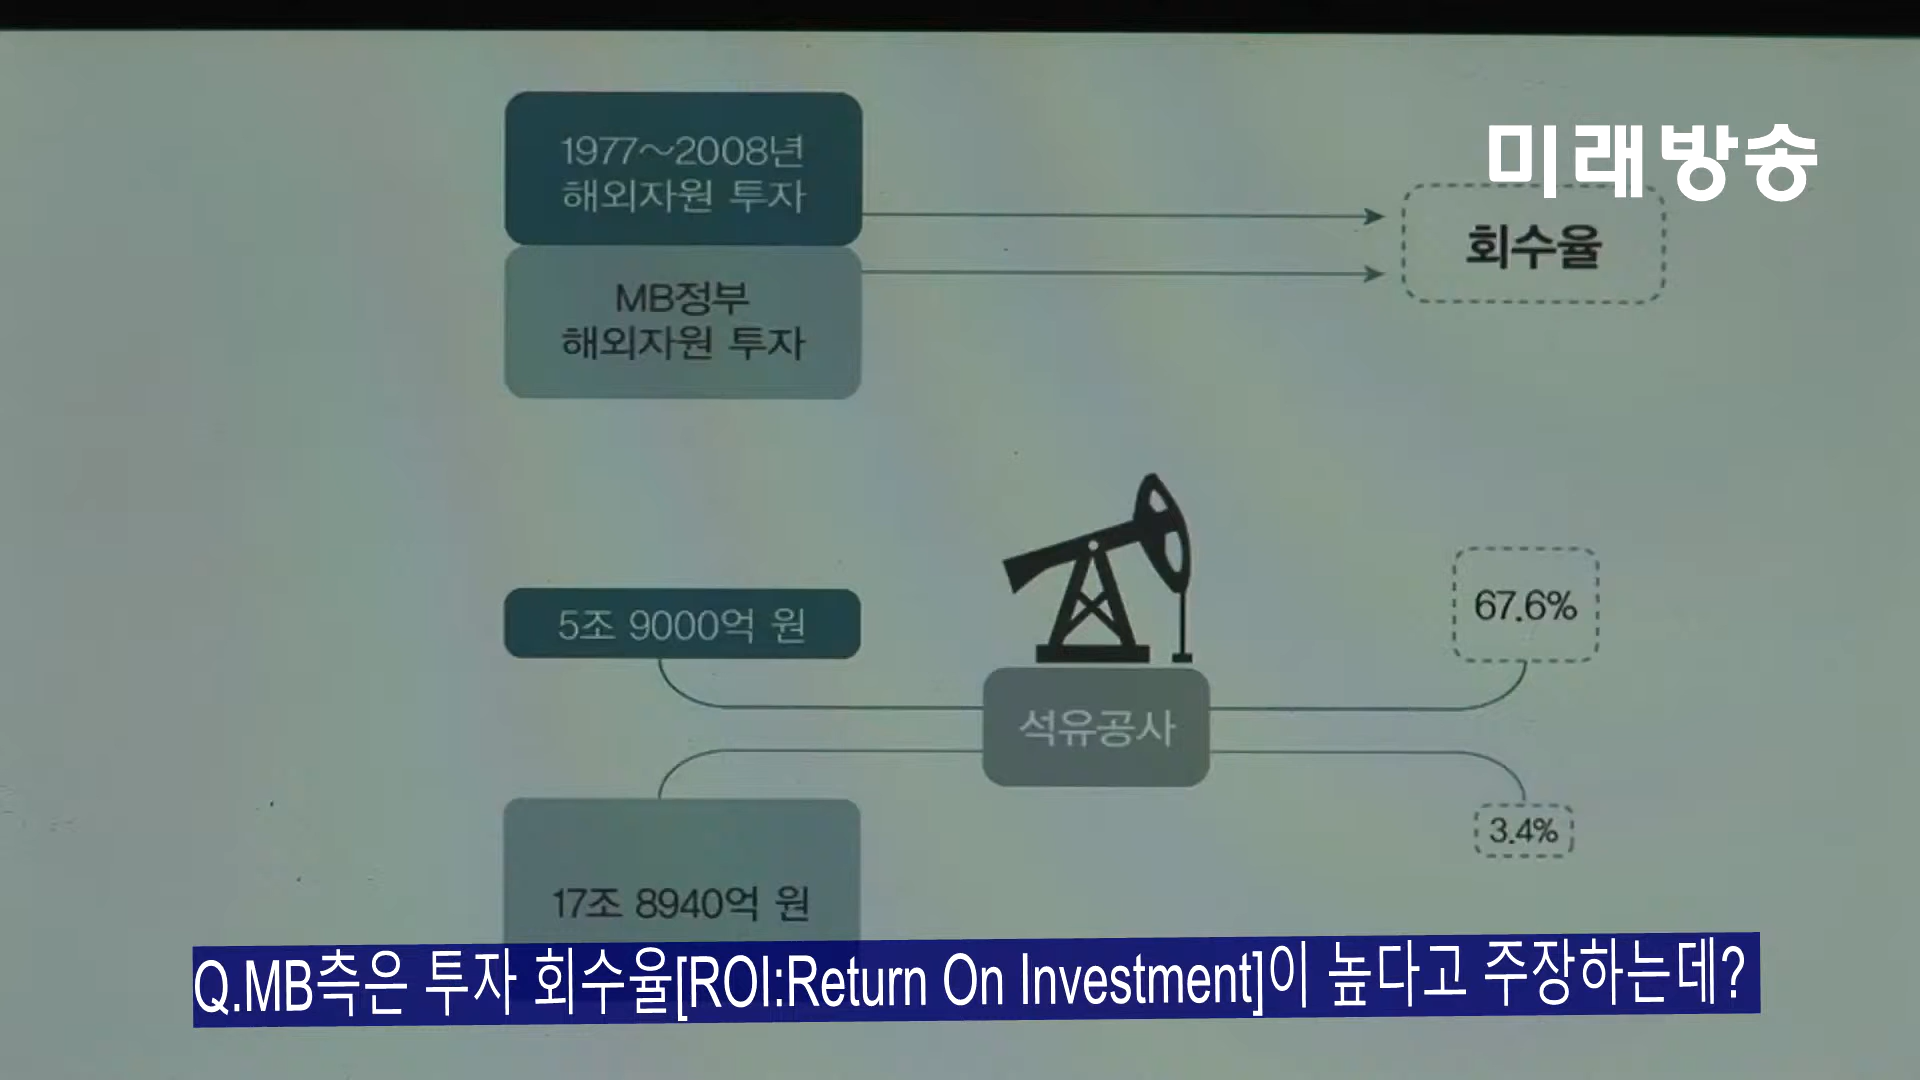 미래방송
1977~2008년
해외자원 투자
회수율
MB정부
해외자원 투자
5조 9000억 원
67.6%
석유공사
3.4%
17조 8940억 원
Q.MB측은 투자 회수율[ROI:Return On Investment]이 높다고 주장하는데?